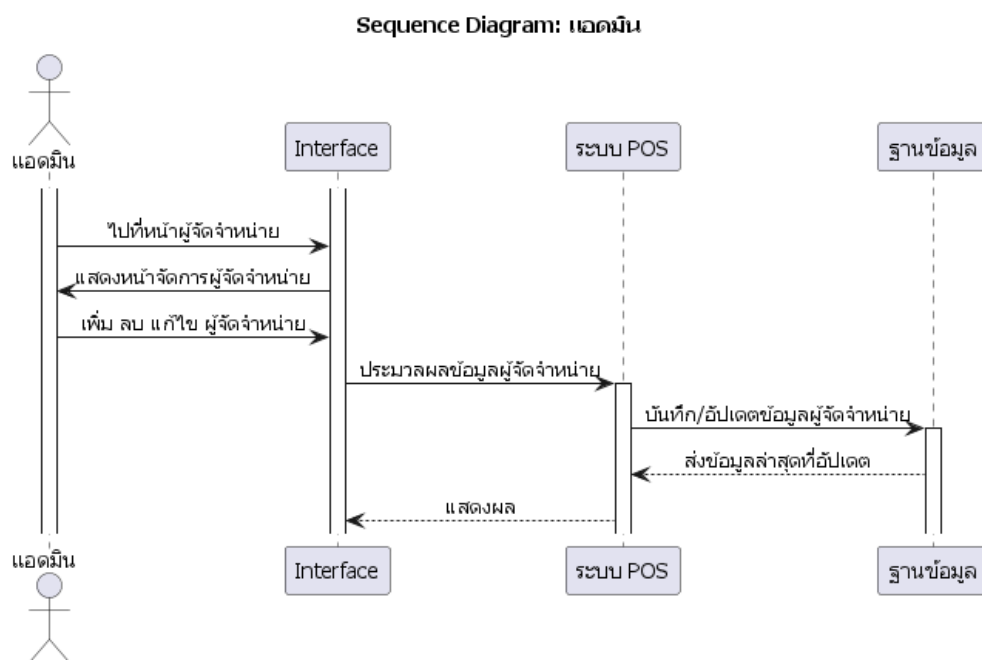 Sequence Diagram: แอดมิน
แอดมิน
Interface
ระบบ POS
ฐานข้อมูล
ไปที่หน้าผู้จัดจำหน่าย
แสดงหน้าจัดการผู้จัดจำหน่าย
เพิ่ม ลบ แก้ไข ผู้จัดจำหน่าย
ประมวลผลข้อมูลผู้จัดจำหน่าย
บันทึก/อัปเดตข้อมูลผู้จัดจำหน่าย
ส่งข้อมูลล่าสุดที่อัปเดต
แสดงผล
แอดมิน
Interface
ระบบ POS
ฐานข้อมูล